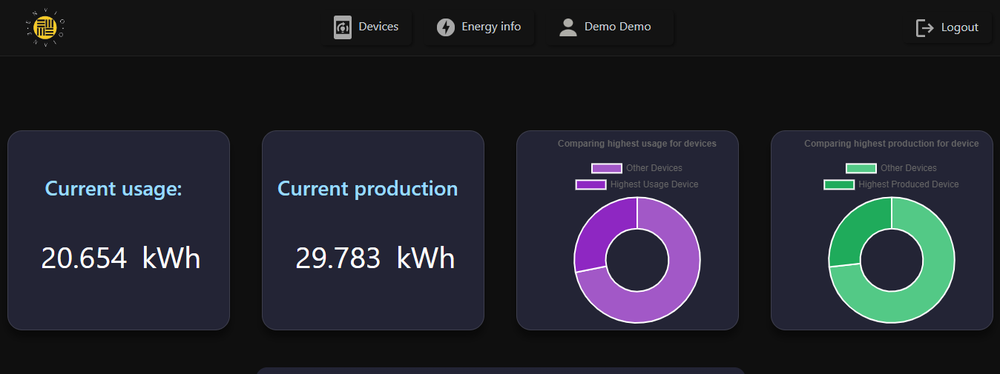 Devices
Energy info
Demo Demo
Logout
Current usage:
20.654 kWh
Current production
29.783 kWh
Comparing highest usage for devices
Other Devices
Highest Usage Device
Comparing highest production for device
Other Devices
Highest Produced Device